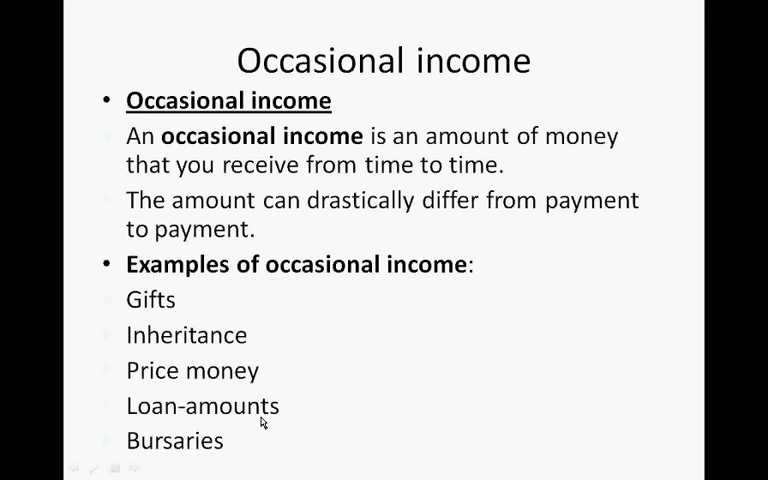 Occasional income
• Occasional income
An occasional income is an amount of money
that you receive from time to time.
The amount can drastically differ from payment
to payment.
• Examples of occasional income:
Gifts
Inheritance
Price money
Loan-amounts
Bursaries